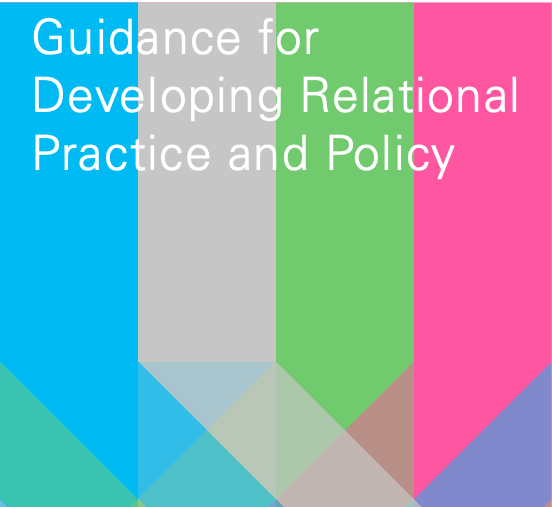 Guidance for
Developing Relational
Practice and Policy